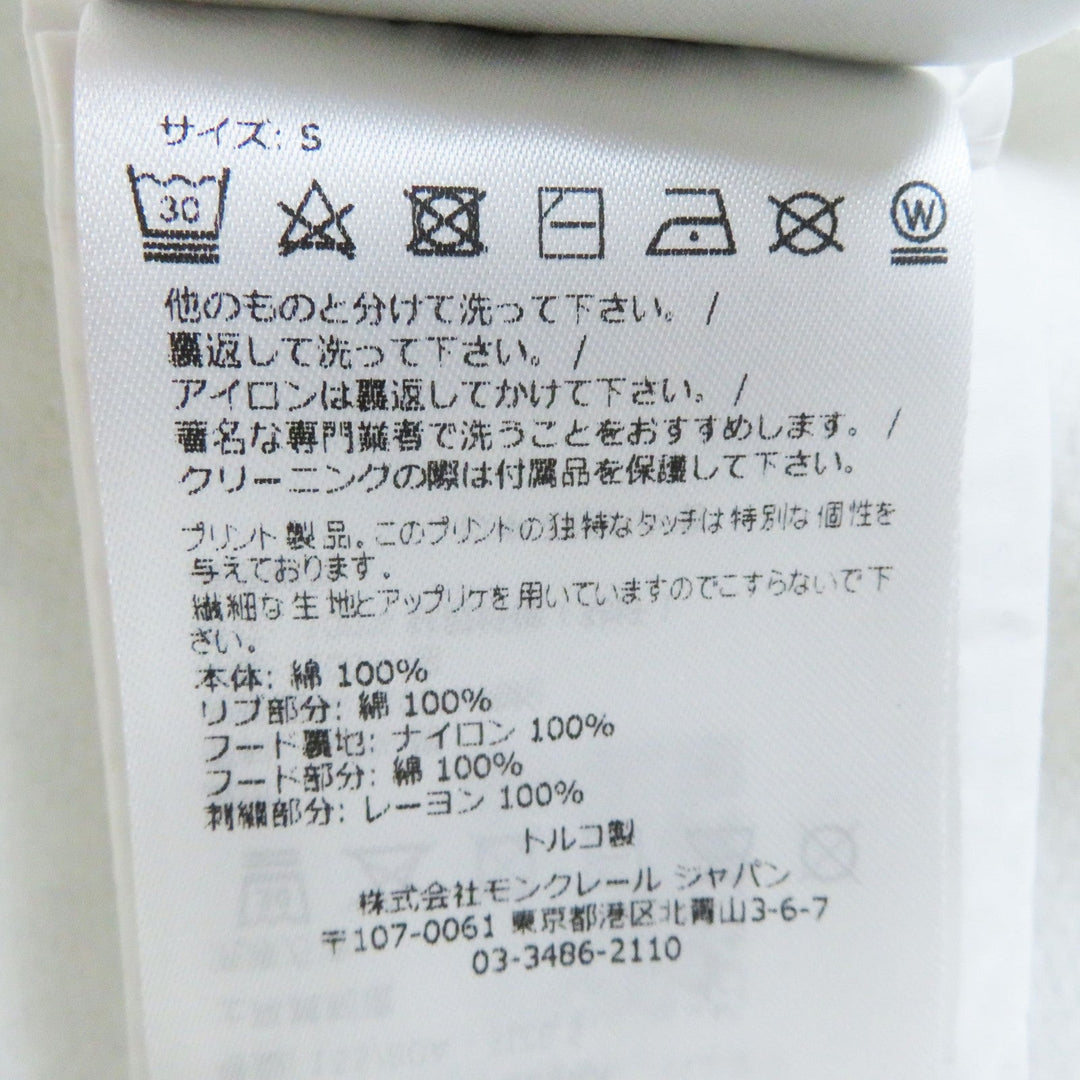 サイズ: S
30
W
他のものと分けて洗って下さい。 /
裏返して洗って下さい。 /
アイロンは裏返してかけて下さい。 /
著名な専門業者で洗うことをおすすめします。 /
クリーニングの際は付属品を保護して下さい。
プリント製品。このプリントの独特なタッチは特別な個性を
与えております。
繊細な生地とアップリケを用いていますのでこすらないで下
さい。
本体: 綿 100%
リブ部分: 綿 100%
フード裏地: ナイロン 100%
フード部分: 綿 100%
刺繍部分: レーヨン 100%
トルコ製
株式会社モンクレール ジャパン
〒107-0061 東京都港区北青山3-6-7
03-3486-2110